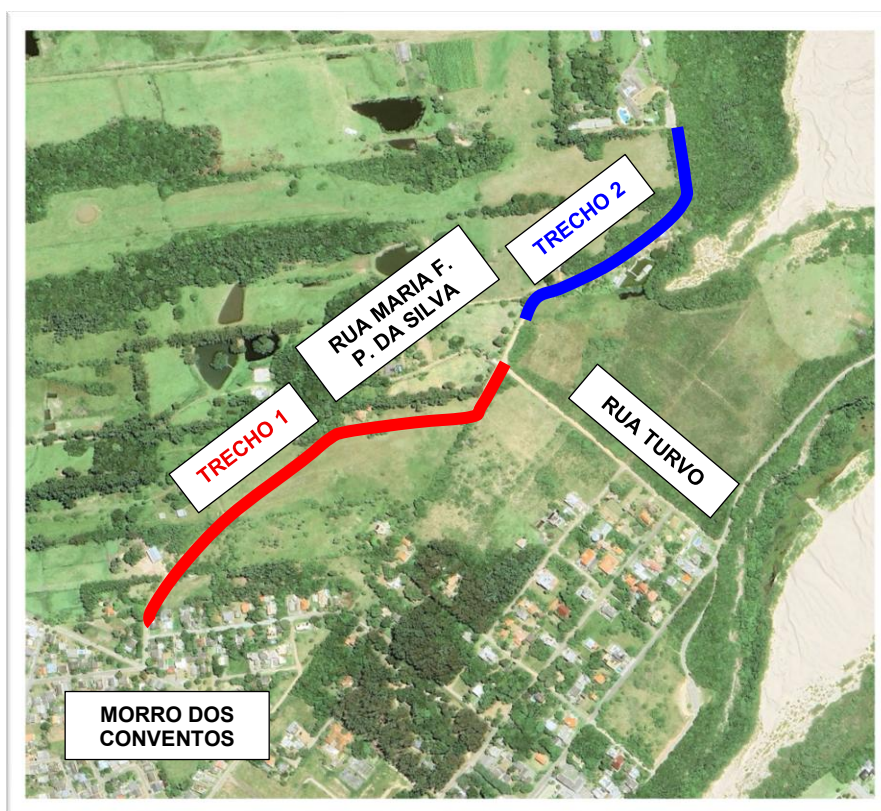 TRECHO 2
RUA MARIA F.
P. DA SILVA
TRECHO 1
RUA TURVO
MORRO DOS
CONVENTOS